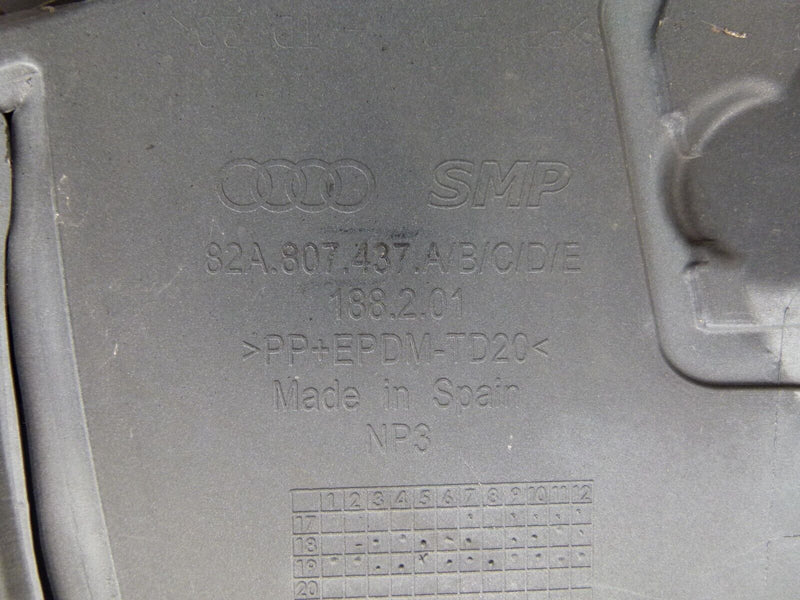 SMP
82A.807.437.A/B/C/D/E
188.2.01
>PP+EPDM-TD20<
Made in Spain
NP3
1 2 3 4 5 6 7 8 9 10 11 12
17
18
19
20